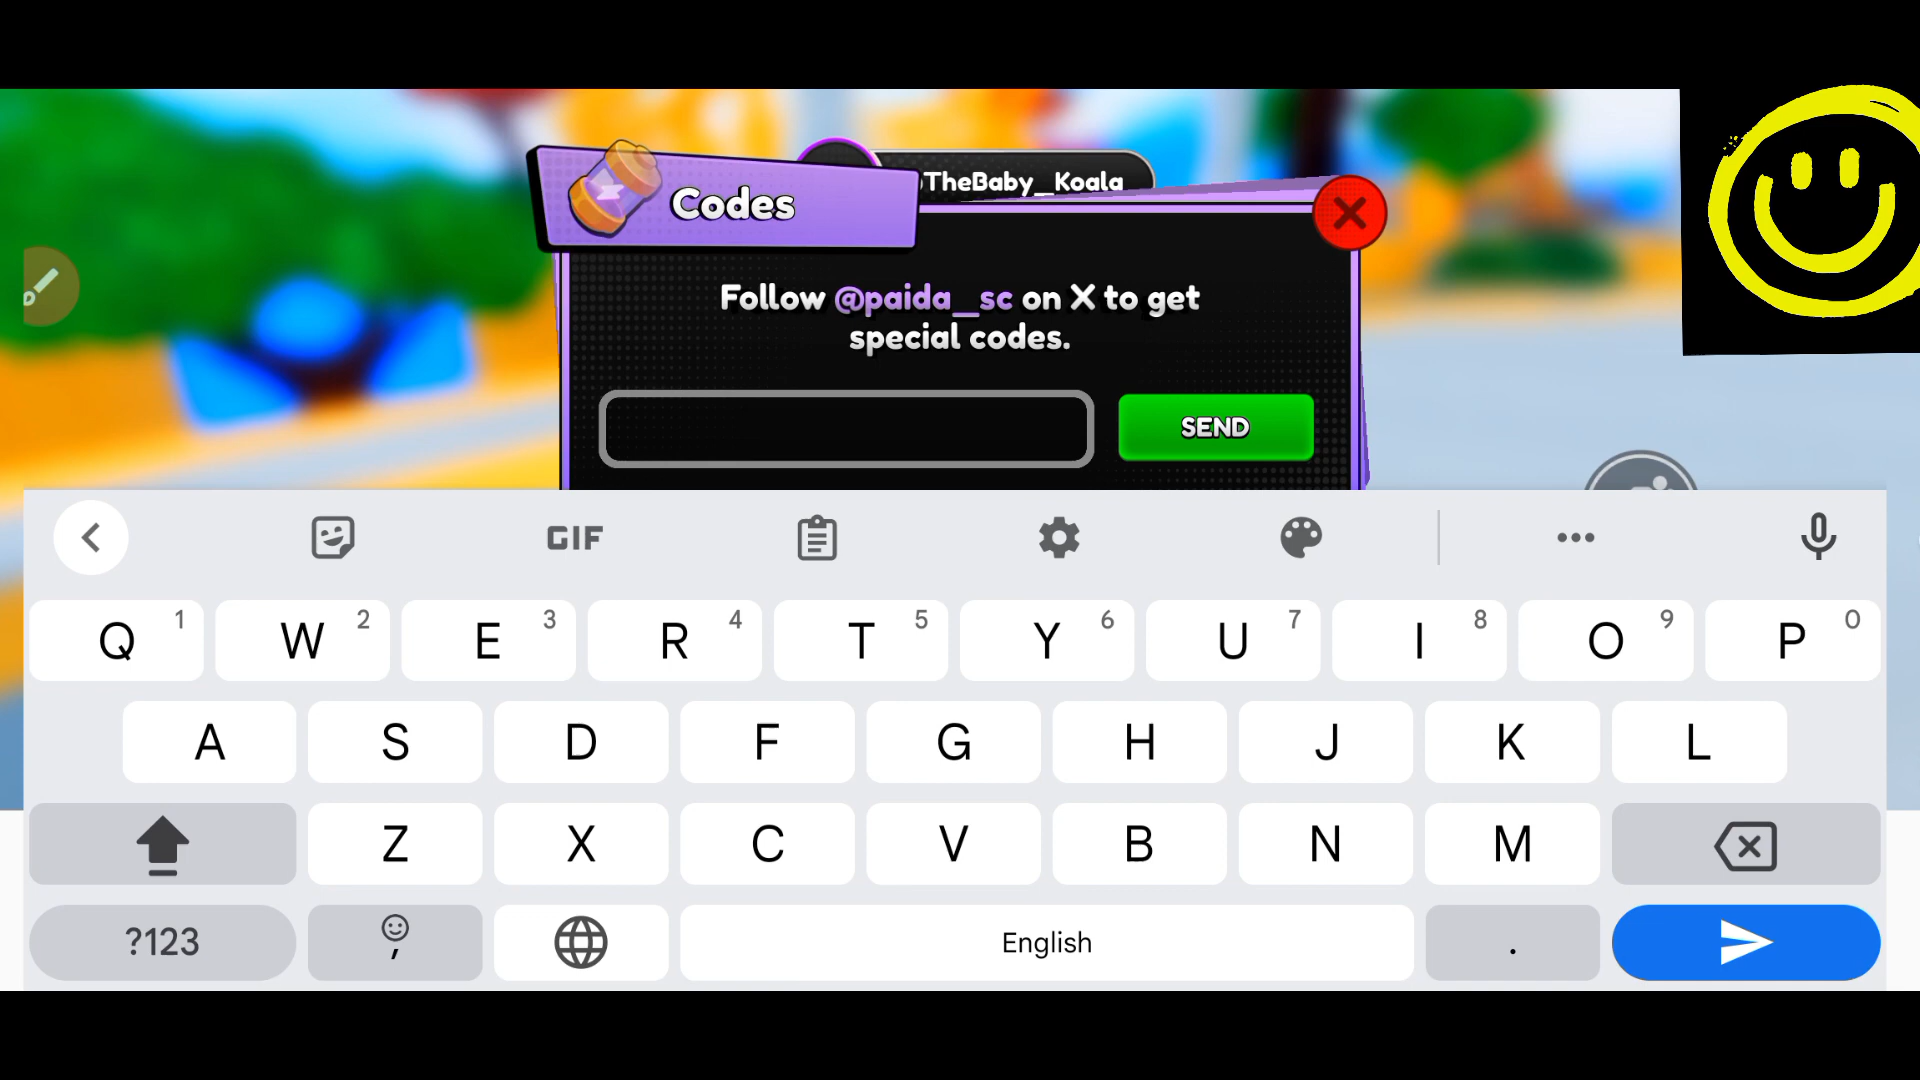 TheBaby_Koala
Codes
Follow @paida_sc on X to get
special codes.
SEND
GIF
Q 1 W 2 E 3 R 4 T 5 Y 6 U 7 I 8 O 9 P 0
A S D F G H J K L
Z X C V B N M
?123 , English .